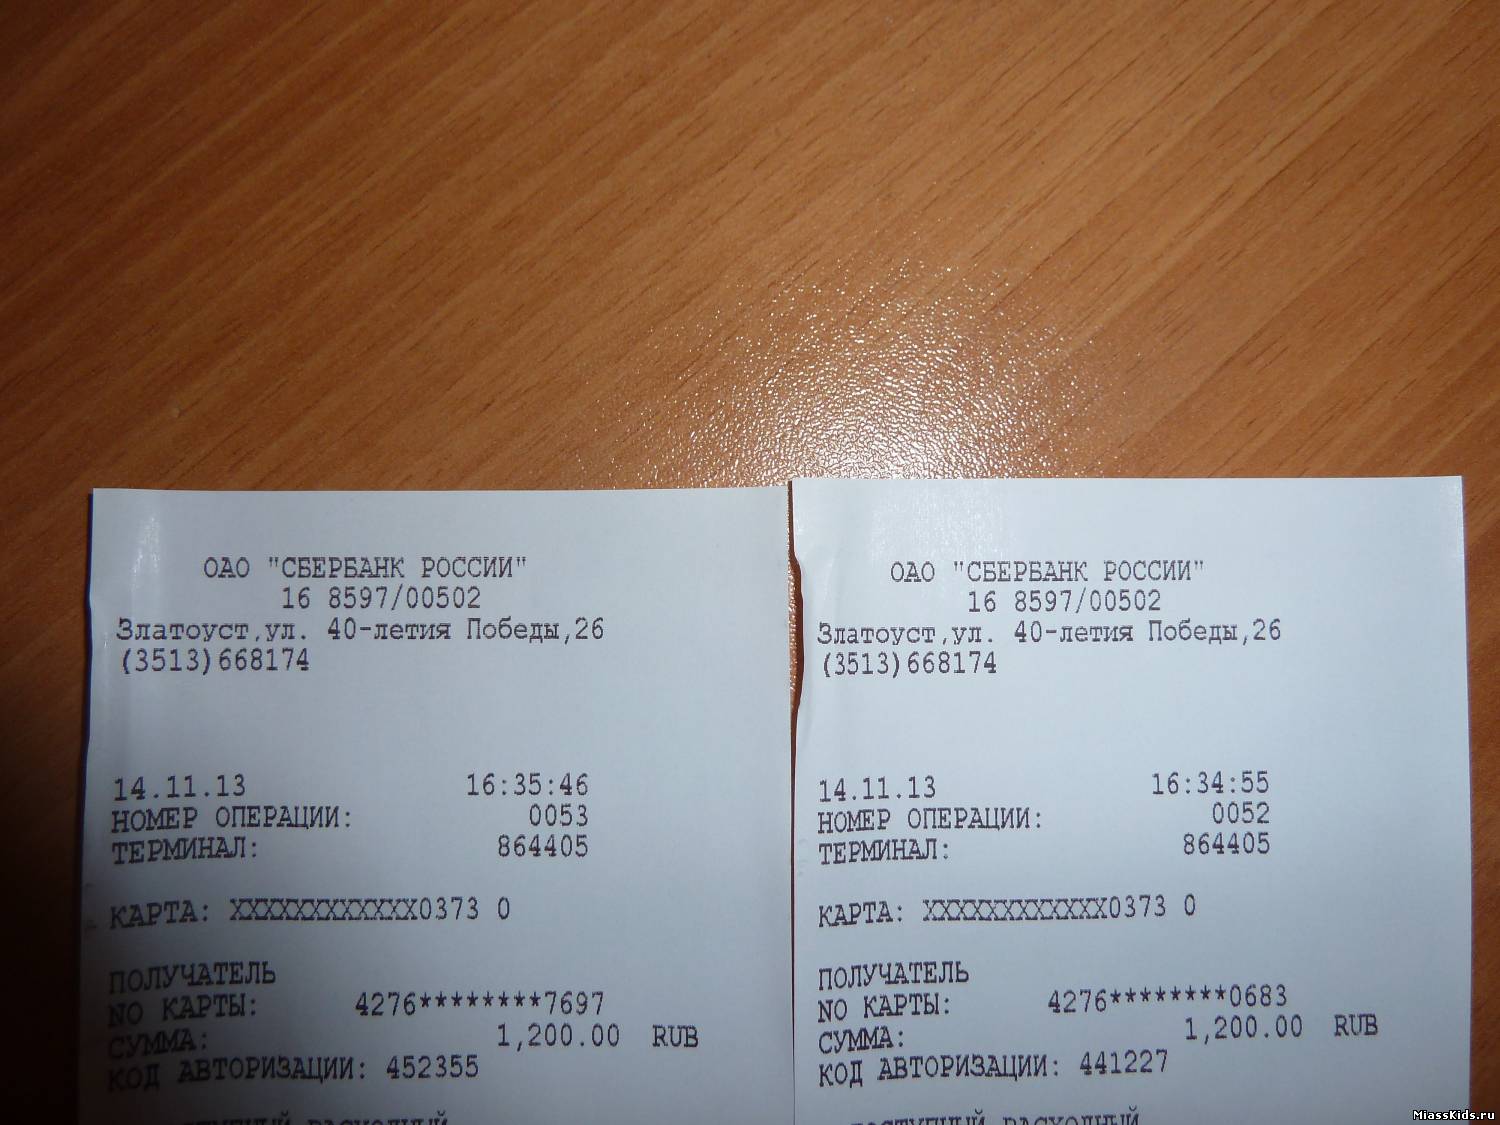 ОАО "СБЕРБАНК РОССИИ"
16 8597/00502
Златоуст,ул. 40-летия Победы,26
(3513)668174
14.11.13 16:35:46
НОМЕР ОПЕРАЦИИ: 0053
ТЕРМИНАЛ: 864405
КАРТА: XXXXXXXXXXXX0373 0
ПОЛУЧАТЕЛЬ
NO КАРТЫ: 4276********7697
СУММА: 1,200.00 RUB
КОД АВТОРИЗАЦИИ: 452355
РАСХОДНЫЙ
ОАО "СБЕРБАНК РОССИИ"
16 8597/00502
Златоуст,ул. 40-летия Победы,26
(3513)668174
14.11.13 16:34:55
НОМЕР ОПЕРАЦИИ: 0052
ТЕРМИНАЛ: 864405
КАРТА: XXXXXXXXXXXX0373 0
ПОЛУЧАТЕЛЬ
NO КАРТЫ: 4276********0683
СУММА: 1,200.00 RUB
КОД АВТОРИЗАЦИИ: 441227
РАСХОДНЫЙ
MiassKids.ru